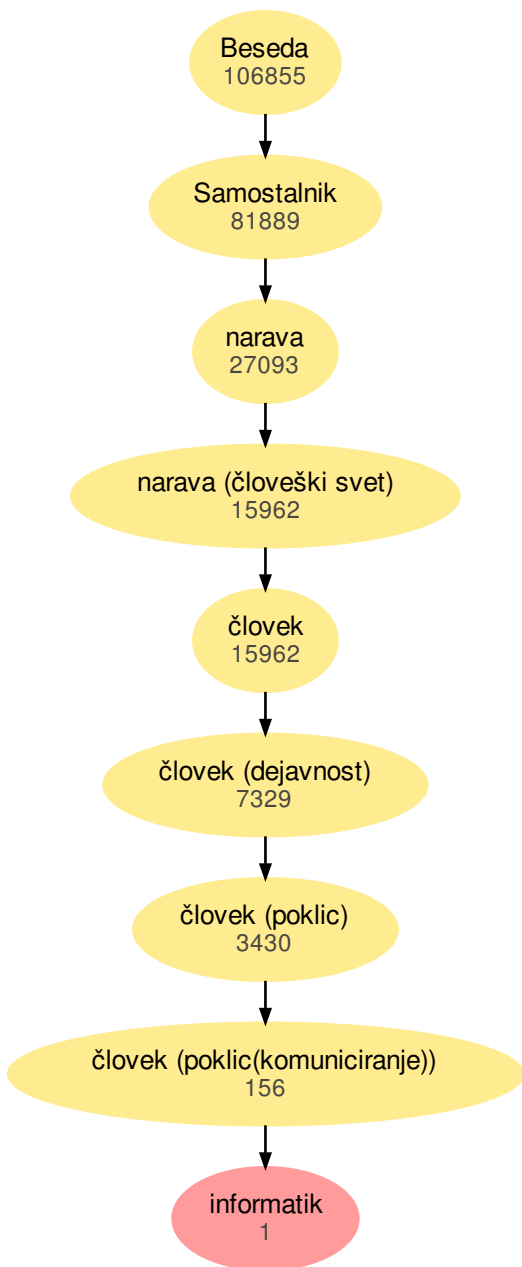 Beseda
106855
Samostalnik
81889
narava
27093
narava (človeški svet)
15962
človek
15962
človek (dejavnost)
7329
človek (poklic)
3430
človek (poklic(komuniciranje))
156
informatik
1